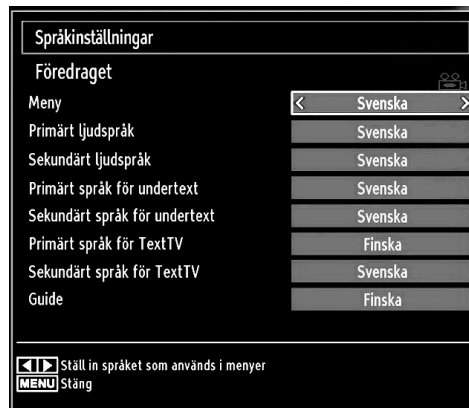 Språkinställningar
Föredraget
Meny < Svenska >
Primärt ljudspråk Svenska
Sekundärt ljudspråk Svenska
Primärt språk för undertext Svenska
Sekundärt språk för undertext Svenska
Primärt språk för TextTV Finska
Sekundärt språk för TextTV Svenska
Guide Finska
Ställ in språket som används i menyer
MENU Stäng